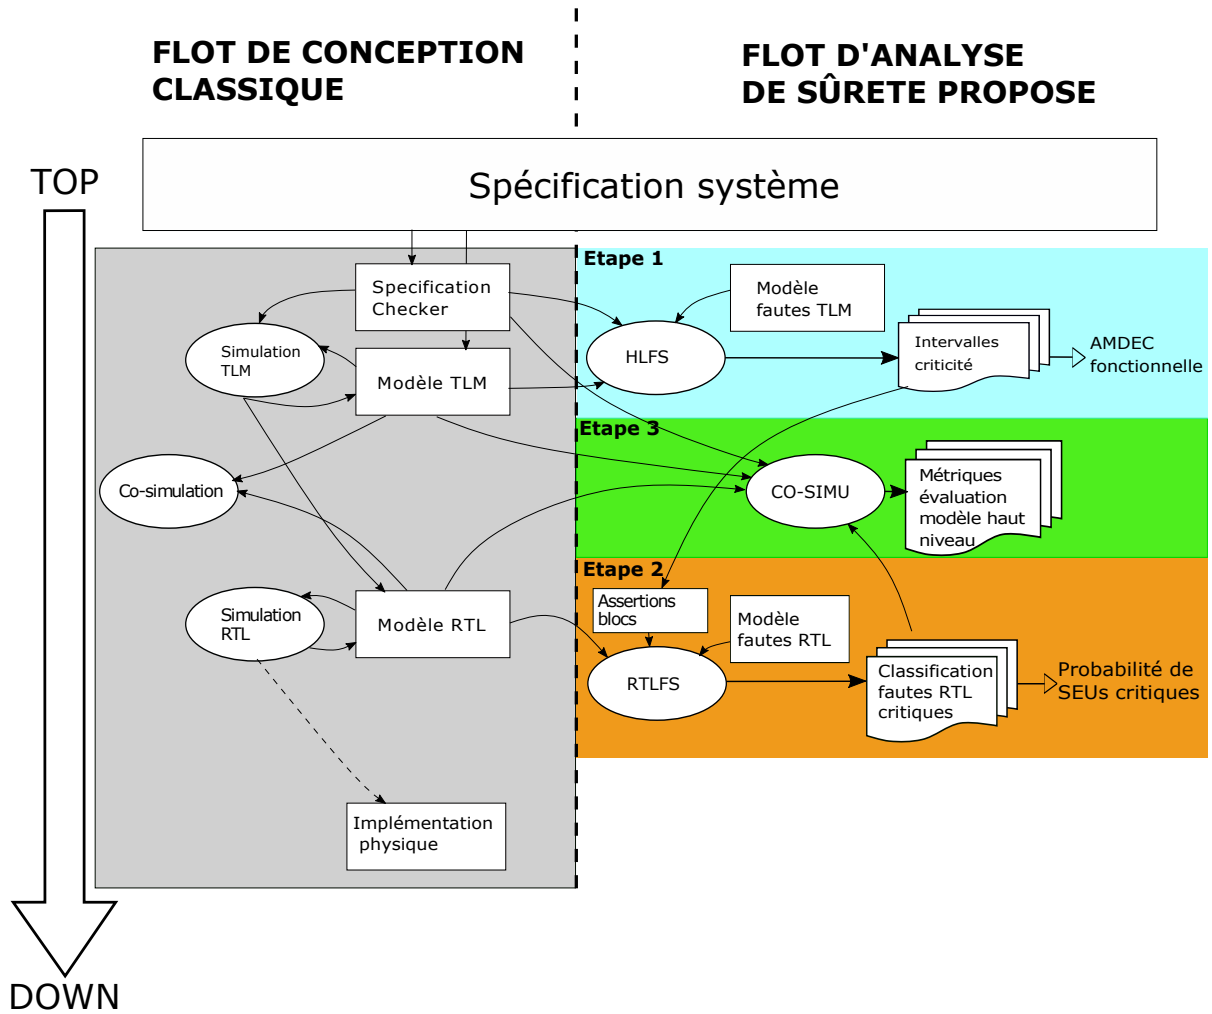 FLOT DE CONCEPTION
CLASSIQUE
FLOT D'ANALYSE
DE SÛRETE PROPOSE
TOP
Spécification système
Etape 1
Specification
Checker
Modèle
fautes TLM
Simulation
TLM
Modèle TLM
HLFS
Intervalles
criticité
AMDEC
fonctionnelle
Etape 3
Co-simulation
CO-SIMU
Métriques
évaluation
modèle haut
niveau
Etape 2
Simulation
RTL
Modèle RTL
Assertions
blocs
Modèle
fautes RTL
RTLFS
Classification
fautes RTL
critiques
Probabilité de
SEUs critiques
Implémentation
physique
DOWN